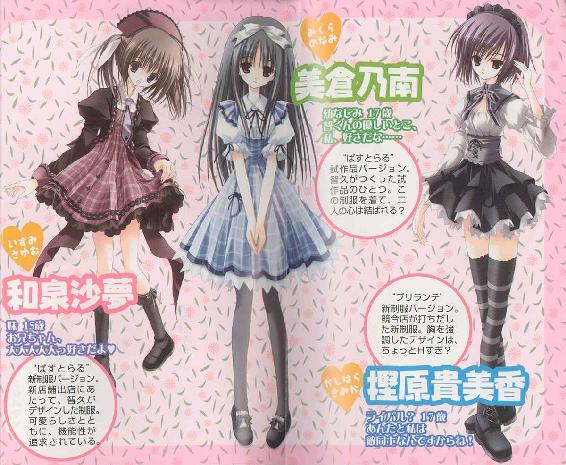 みくら
のなみ
美倉乃南
幼なじみ 17歳
智くんの優しいとこ、
私、好きだな……
"ぱすとらる"
試作品バージョン。
智久がつくった試
作品のひとつ。こ
の制服を着て、二
人の心は結ばれる?
いずみ
さゆむ
和泉沙夢
妹 15歳
お兄ちゃん、
大大大大大っ好きだよ♥
"ぱすとらる"
新制服バージョン。
新店舗出店にあ
たって、智久が
デザインした制服。
可愛らしさとと
もに、機能性が
追求されている。
"ブリランテ"
新制服バージョン。
競合店が打ちだし
た新制服。胸を強
調したデザインは、
ちょっとHすぎ?
かしはら
きみか
樫原貴美香
ライバル? 17歳
あんたと私は
敵同士なんですからね!